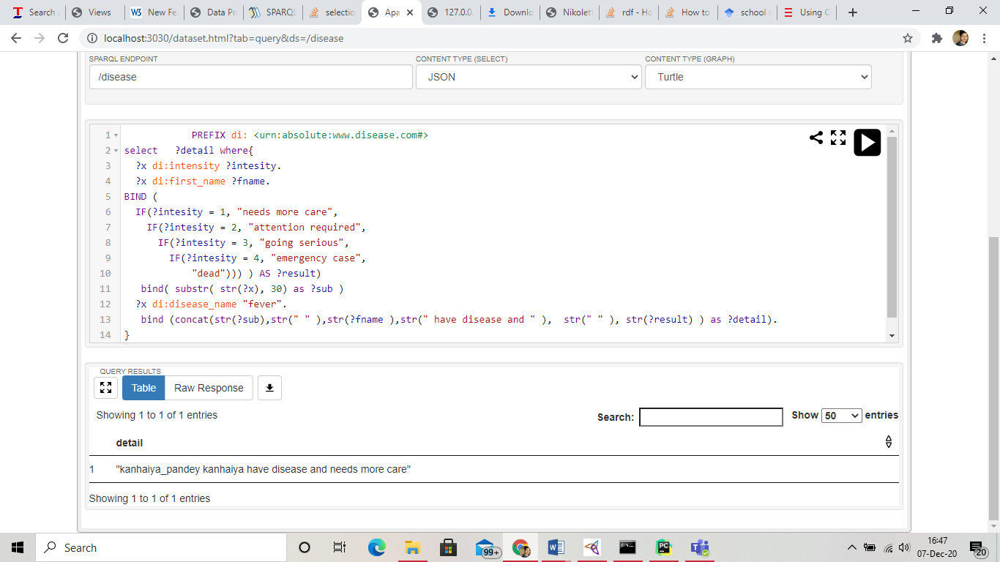 Search Views W3 New Fe Data Pr SPARQL selectio Apa 127.0.0. Downlo Nikolet rdf - Ho How to school r Using C
localhost:3030/dataset.html?tab=query&ds=/disease
SPARQL ENDPOINT CONTENT TYPE (SELECT) CONTENT TYPE (GRAPH)
/disease JSON Turtle
1 PREFIX di: <urn:absolute:www.disease.com#>
2 select ?detail where{
3 ?x di:intensity ?intesity.
4 ?x di:first_name ?fname.
5 BIND (
6 IF(?intesity = 1, "needs more care",
7 IF(?intesity = 2, "attention required",
8 IF(?intesity = 3, "going serious",
9 IF(?intesity = 4, "emergency case",
10 "dead"))) ) AS ?result)
11 bind( substr( str(?x), 30) as ?sub )
12 ?x di:disease_name "fever".
13 bind (concat(str(?sub),str(" " ),str(?fname ),str(" have disease and " ), str(" " ), str(?result) ) as ?detail).
14 }
QUERY RESULTS
Table Raw Response
Showing 1 to 1 of 1 entries Search: Show 50 entries
detail
1 "kanhaiya_pandey kanhaiya have disease and needs more care"
Showing 1 to 1 of 1 entries
Search 99+ 16:47
07-Dec-20 20